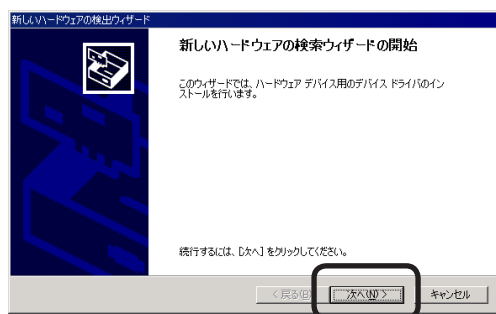 新しいハードウェアの検出ウィザード
新しいハードウェアの検索ウィザードの開始
このウィザードでは、ハードウェア デバイス用のデバイス ドライバのイン
ストールを行います。
続行するには、[次へ] をクリックしてください。
< 戻る(B) 次へ(N) > キャンセル